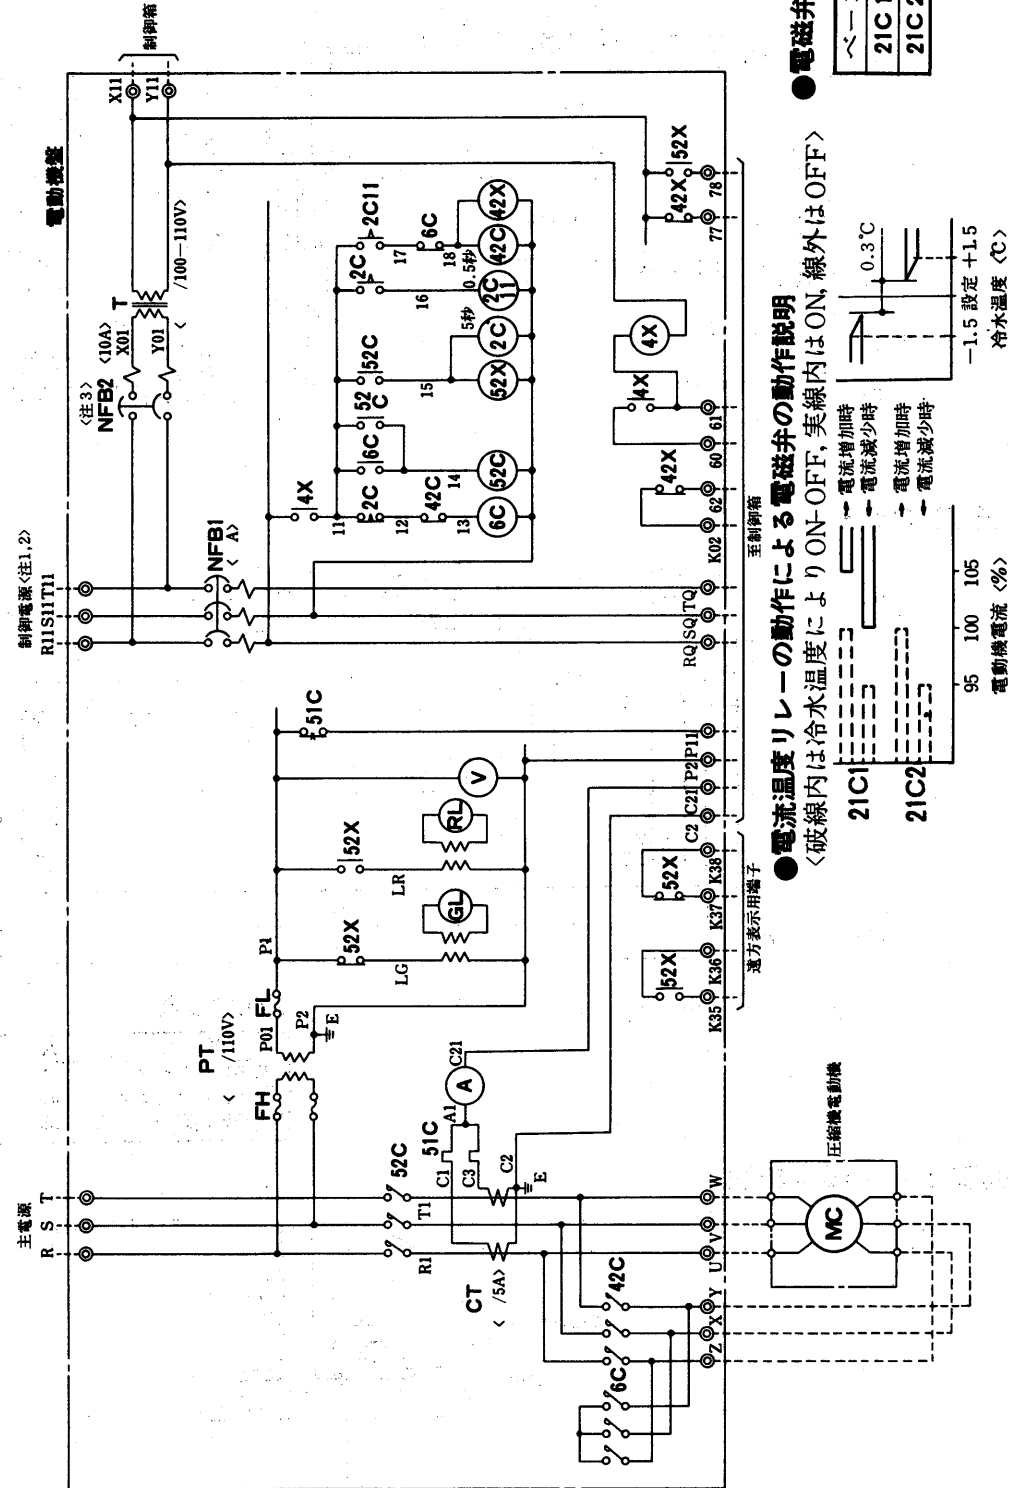 電動機盤
制御箱
X11
Y11
主電源
R S T
制御電源〈注1,2〉
R11 S11 T11
〈注3〉
NFB2 〈10A〉
X01
Y01
T
〈 /100-110V〉
NFB1
〈 A〉
PT
〈 /110V〉
FH
FL
P01
P1
P2
E
51C
52X
52X
LG
LR
GL
RL
V
4X
11
2C
12
42C
13
6C
6C
52C
14
52C
52C
15
52X
2C
5秒
2C
16
2C11
0.5秒
2C11
17
6C
18
42C
42X
52C
R1
T1
CT
〈 /5A〉
C1
C3
C2
51C
A1
A
C21
E
42C
6C
Z X Y U V W
MC
圧縮機電動機
52X
K35 K36
52X
K37 K38
遠方表示用端子
C2 C21 P2 P11
RQ SQ TQ
42X
K02 62
4X
4X
60 61
42X
52X
77 78
至制御箱
●電流温度リレーの動作による電磁弁の動作説明
〈破線内は冷水温度によりON-OFF,実線内はON,線外はOFF〉
21C1
21C2
→電流増加時
←電流減少時
→電流増加時
←電流減少時
95 100 105
電動機電流〈%〉
0.3℃
−1.5 設定 +1.5
冷水温度〈℃〉
●電磁弁
21C1
21C2